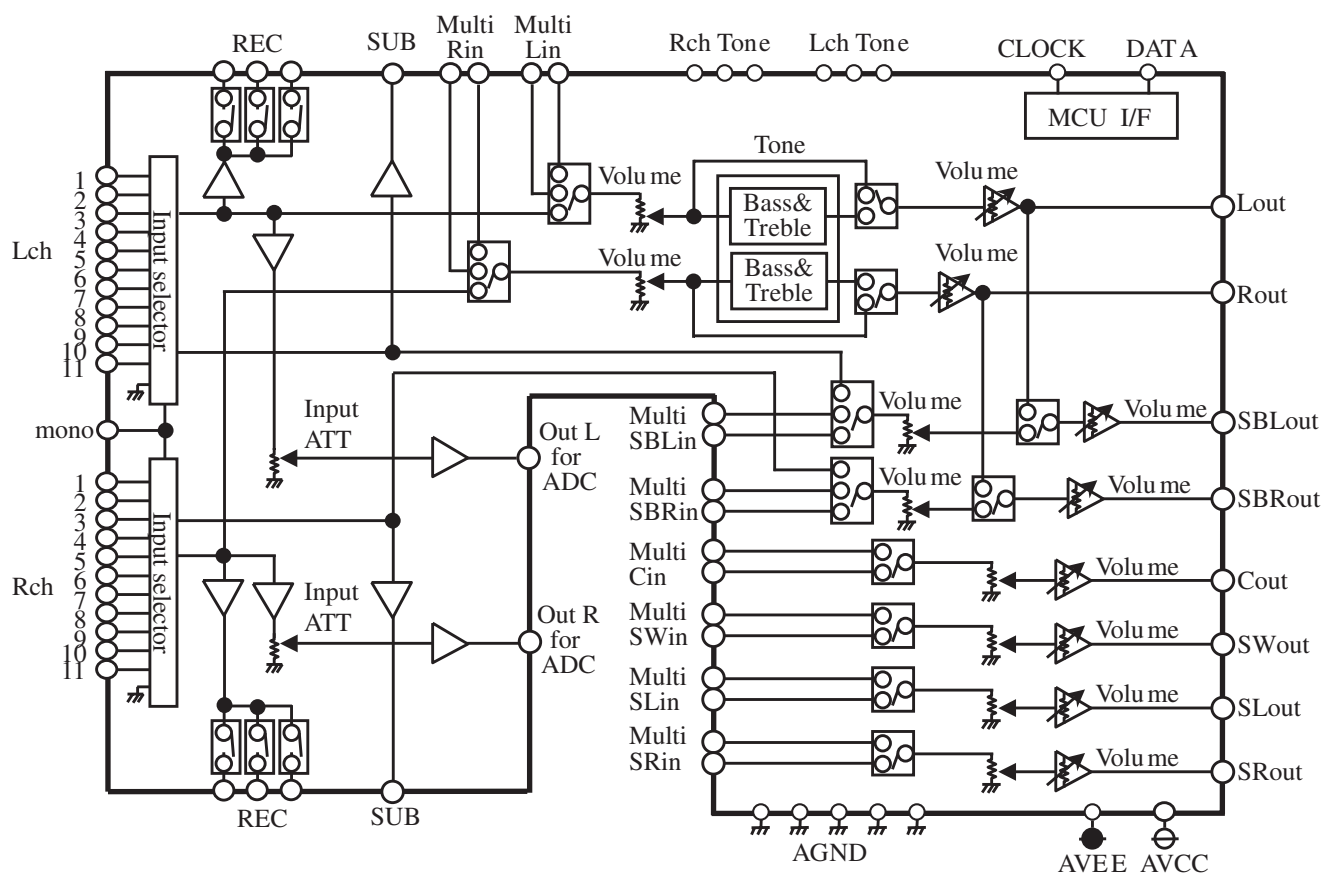 REC
SUB
Multi
Rin
Multi
Lin
Rch Tone
Lch Tone
CLOCK
DATA
MCU I/F
Tone
Volume
Volume
Lch
1
2
3
4
5
6
7
8
9
10
11
Input selector
Bass&
Treble
Lout
Volume
Volume
Bass&
Treble
Rout
mono
Input
ATT
Out L
for
ADC
Multi
SBLin
Volume
Volume
SBLout
Multi
SBRin
Volume
Volume
SBRout
Rch
1
2
3
4
5
6
7
8
9
10
11
Input selector
Input
ATT
Out R
for
ADC
Multi
Cin
Volume
Cout
Multi
SWin
Volume
SWout
Multi
SLin
Volume
SLout
Multi
SRin
Volume
SRout
REC
SUB
AGND
AVEE
AVCC